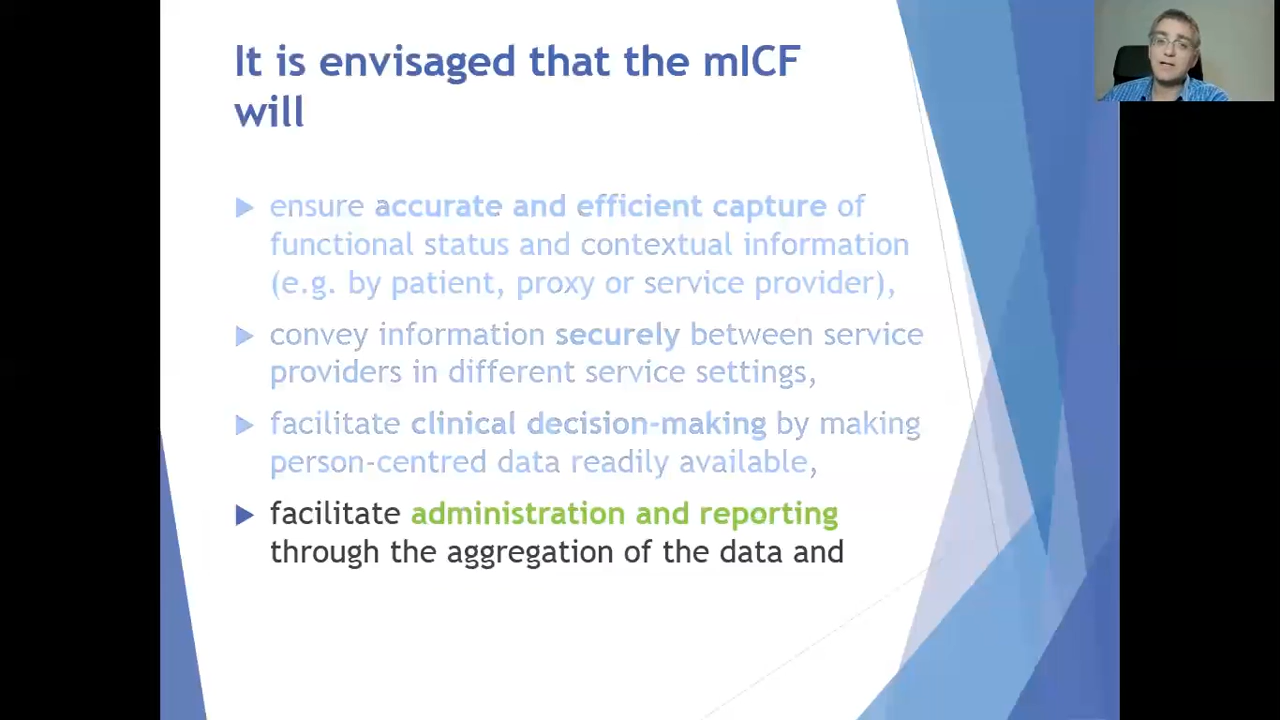 It is envisaged that the mICF
will
ensure accurate and efficient capture of
functional status and contextual information
(e.g. by patient, proxy or service provider),
convey information securely between service
providers in different service settings,
facilitate clinical decision-making by making
person-centred data readily available,
facilitate administration and reporting
through the aggregation of the data and